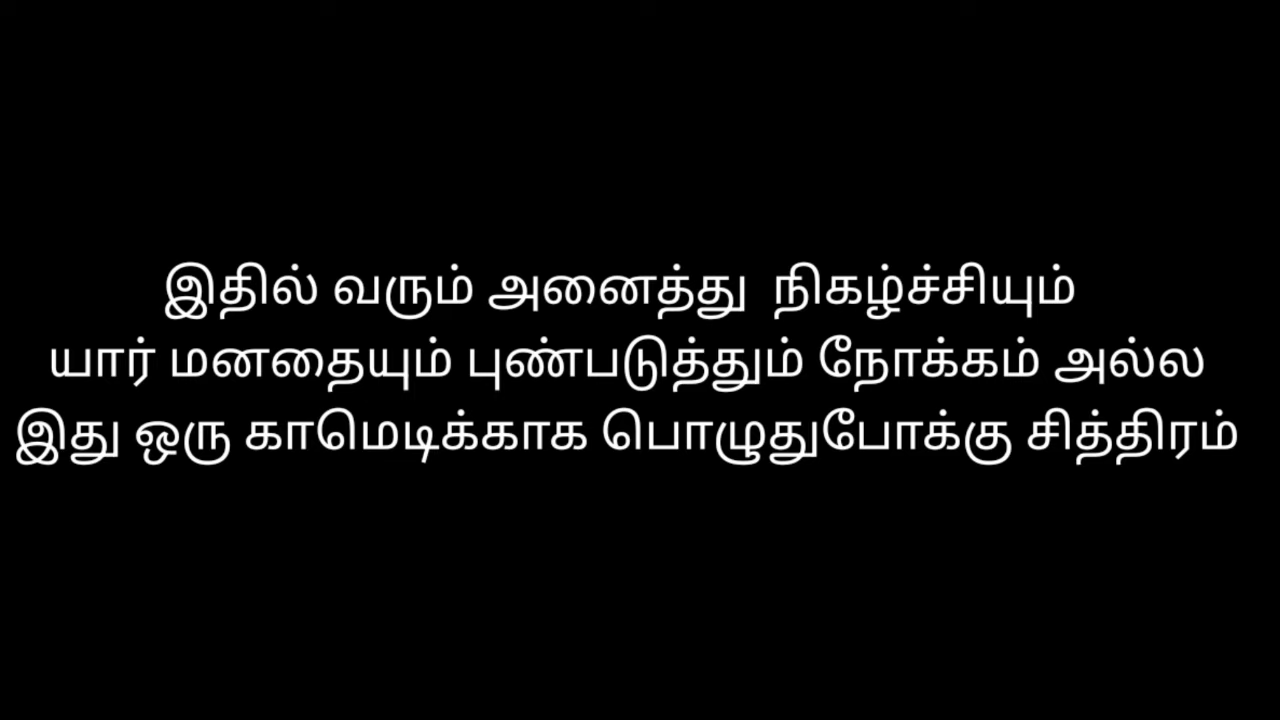 இதில் வரும் அனைத்து நிகழ்ச்சியும்
யார் மனதையும் புண்படுத்தும் நோக்கம் அல்ல
இது ஒரு காமெடிக்காக பொழுதுபோக்கு சித்திரம்